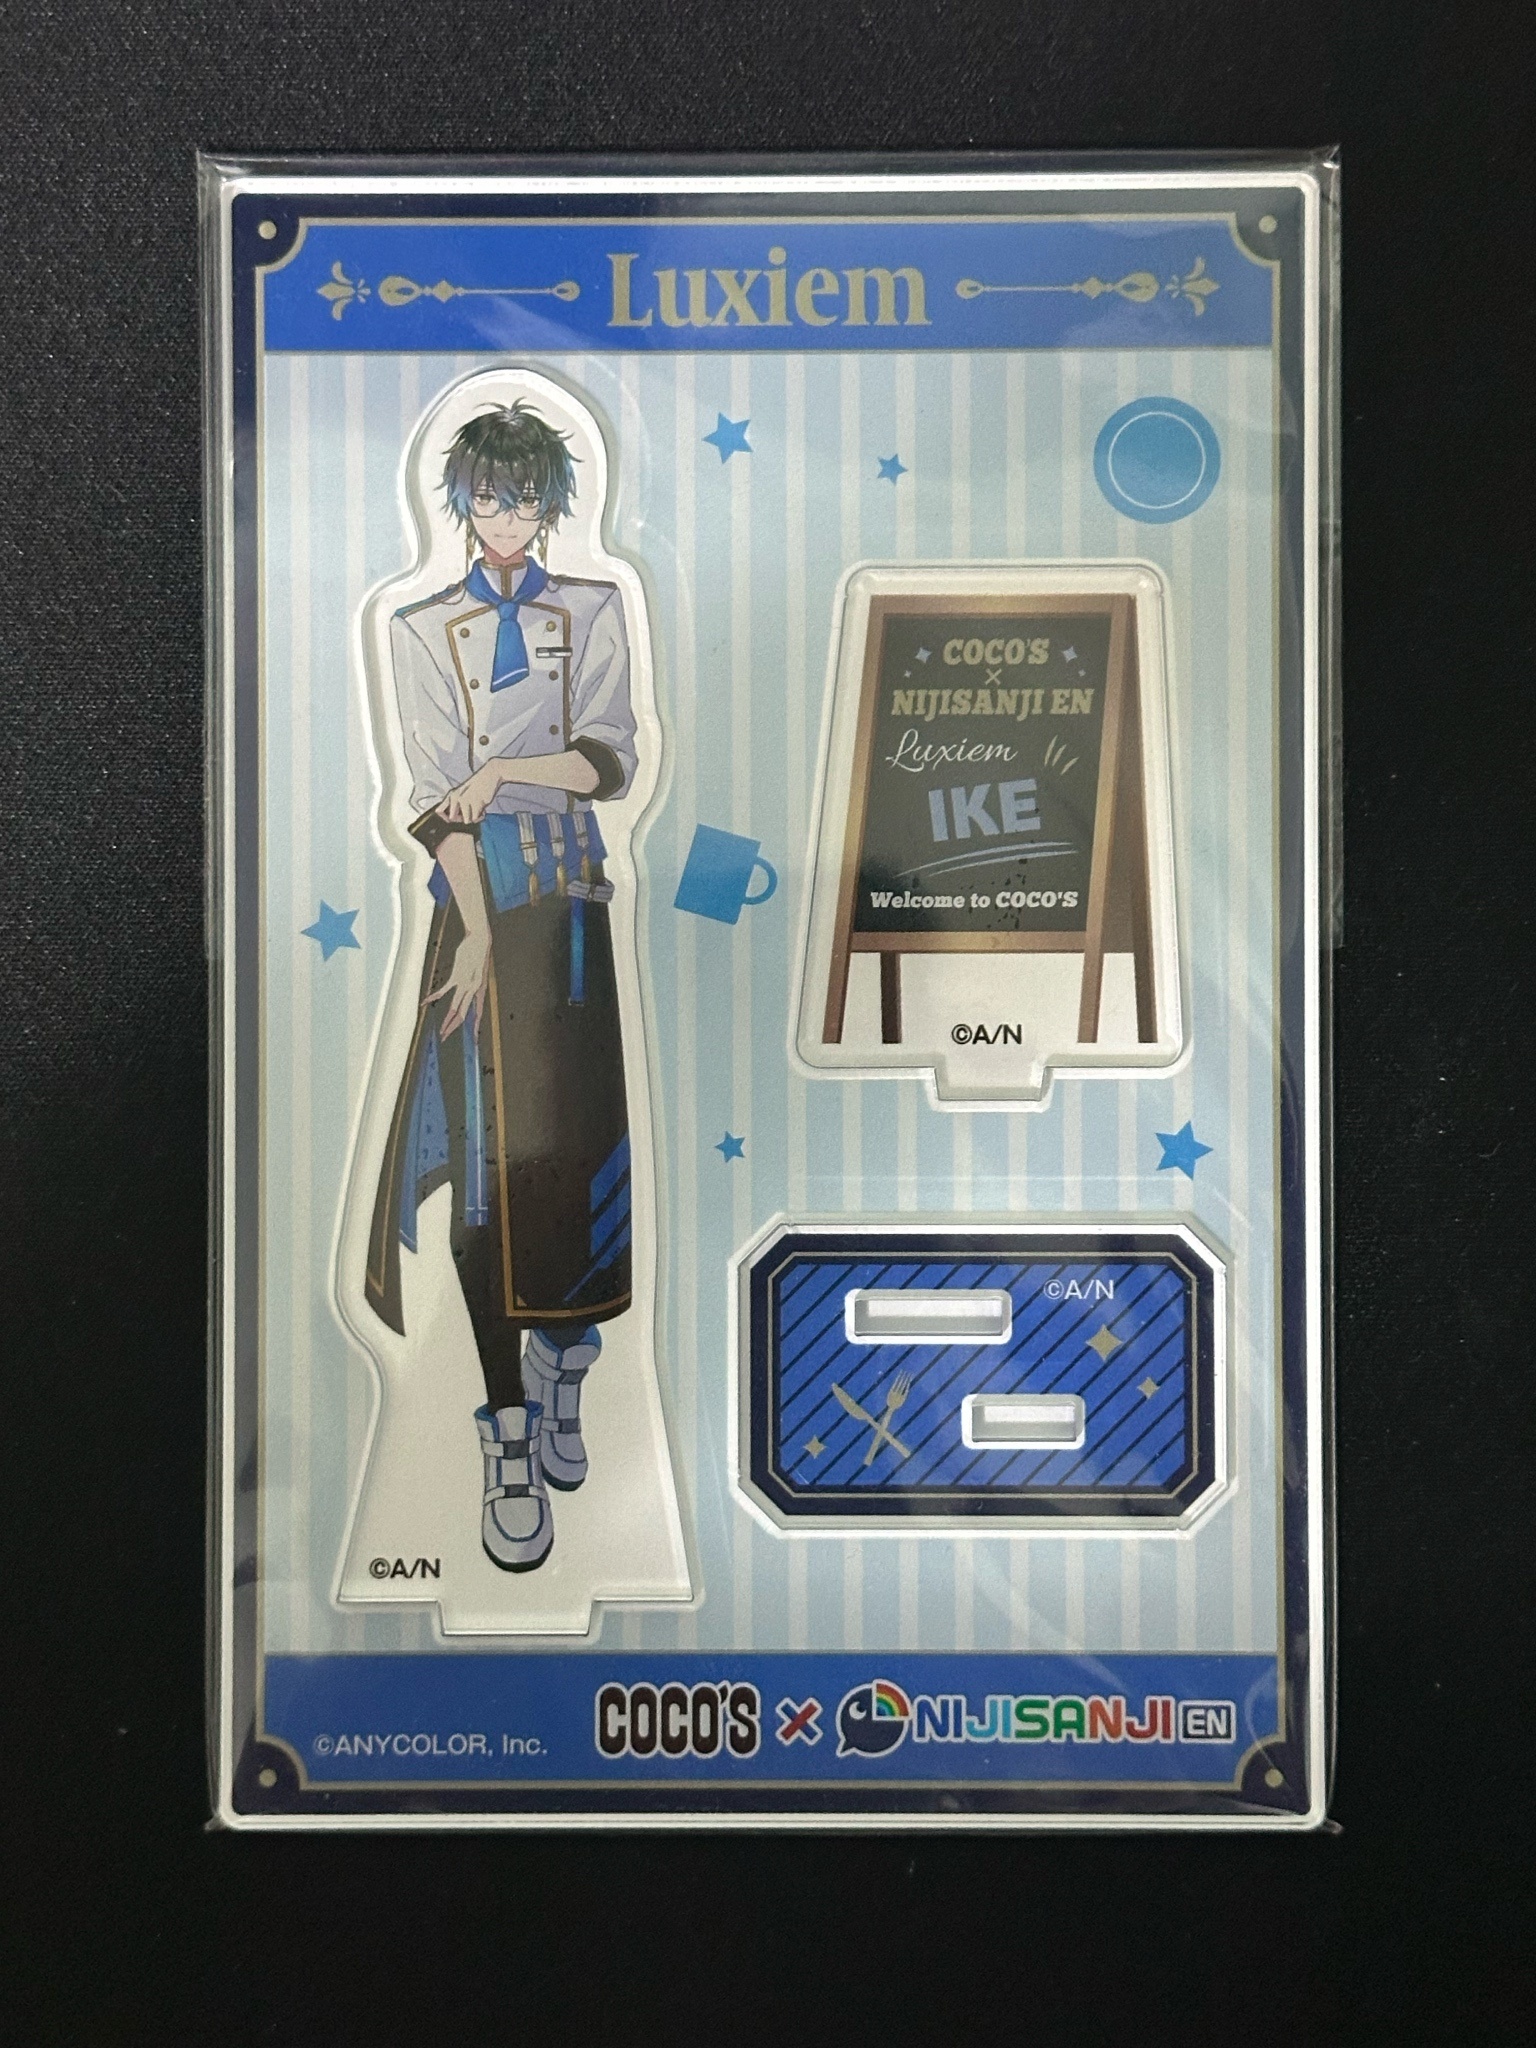 Luxiem
COCO'S
×
NIJISANJI EN
Luxiem
IKE
Welcome to COCO'S
©A/N
©A/N
©A/N
©ANYCOLOR, Inc.
COCO'S × NIJISANJI EN